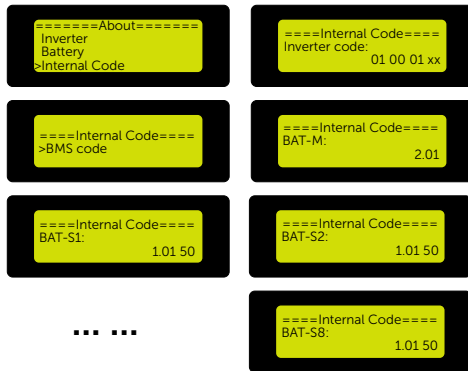 =======About=======
Inverter
Battery
>Internal Code
====Internal Code====
Inverter code:
01 00 01 xx
====Internal Code====
>BMS code
====Internal Code====
BAT-M:
2.01
====Internal Code====
BAT-S1:
1.01 50
====Internal Code====
BAT-S2:
1.01 50
... ...
====Internal Code====
BAT-S8:
1.01 50